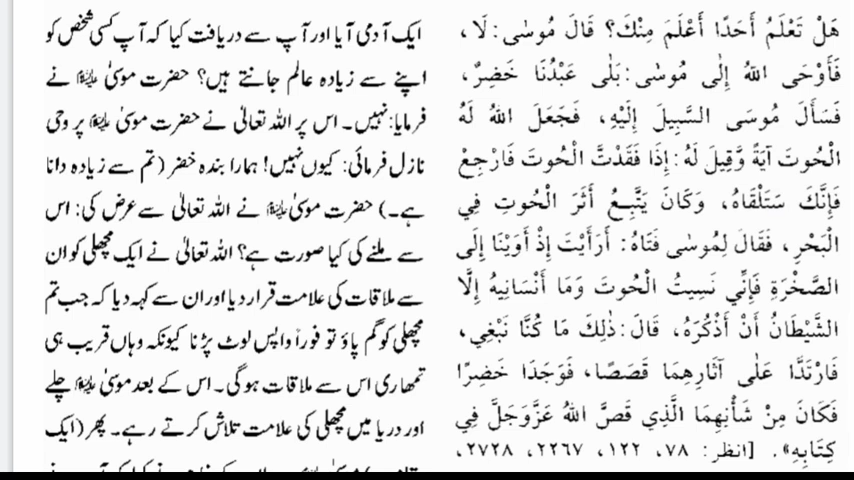 هَلْ تَعْلَمُ أَحَدًا أَعْلَمَ مِنْكَ؟ قَالَ مُوسٰى: لَا،
فَأَوْحَى اللهُ إِلَى مُوسٰى: بَلٰى عَبْدُنَا خَضِرٌ،
فَسَأَلَ مُوسَى السَّبِيلَ إِلَيْهِ، فَجَعَلَ اللهُ لَهُ
الْحُوتَ آيَةً وَّقِيلَ لَهُ: إِذَا فَقَدْتَّ الْحُوتَ فَارْجِعْ
فَإِنَّكَ سَتَلْقَاهُ، وَكَانَ يَتَّبِعُ أَثَرَ الْحُوتِ فِي
الْبَحْرِ، فَقَالَ لِمُوسٰى فَتَاهُ: أَرَأَيْتَ إِذْ أَوَيْنَا إِلَى
الصَّخْرَةِ فَإِنِّي نَسِيتُ الْحُوتَ وَمَا أَنْسَانِيهُ إِلَّا
الشَّيْطَانُ أَنْ أَذْكُرَهُ، قَالَ: ذٰلِكَ مَا كُنَّا نَبْغِي،
فَارْتَدَّا عَلٰى آثَارِهِمَا قَصَصًا، فَوَجَدَا خَضِرًا
فَكَانَ مِنْ شَأْنِهِمَا الَّذِي قَصَّ اللهُ عَزَّوَجَلَّ فِي
كِتَابِهِ». [انظر: ٧٨، ١٢٢، ٢٢٦٧، ٢٧٢٨،
ایک آدمی آیا اور آپ سے دریافت کیا کہ آپ کسی شخص کو
اپنے سے زیادہ عالم جانتے ہیں؟ حضرت موسیٰ علیہ السلام نے
فرمایا: نہیں۔ اس پر اللہ تعالیٰ نے حضرت موسیٰ علیہ السلام پر وحی
نازل فرمائی: کیوں نہیں! ہمارا بندہ خضر (تم سے زیادہ دانا
ہے۔) حضرت موسیٰ علیہ السلام نے اللہ تعالیٰ سے عرض کی: اس
سے ملنے کی کیا صورت ہے؟ اللہ تعالیٰ نے ایک مچھلی کو ان
سے ملاقات کی علامت قرار دیا اور ان سے کہہ دیا کہ جب تم
مچھلی کو گم پاؤ تو فوراً واپس لوٹ پڑنا کیونکہ وہاں قریب ہی
تمھاری اس سے ملاقات ہوگی۔ اس کے بعد موسیٰ علیہ السلام چلے
اور دریا میں مچھلی کی علامت تلاش کرتے رہے۔ پھر (ایک